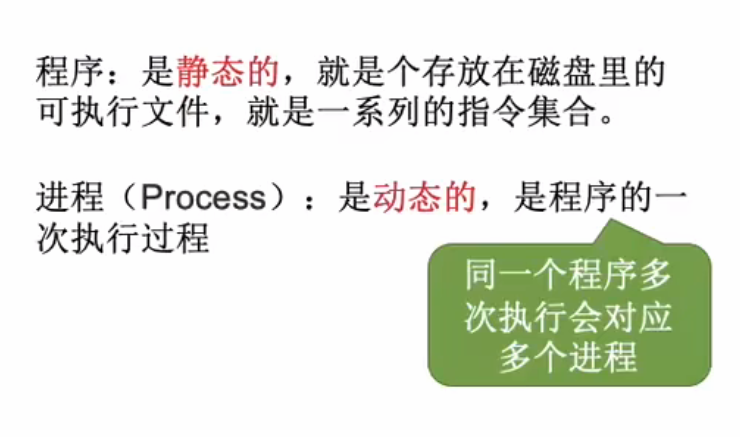 程序：是静态的，就是个存放在磁盘里的
可执行文件，就是一系列的指令集合。
进程（Process）：是动态的，是程序的一
次执行过程
同一个程序多
次执行会对应
多个进程